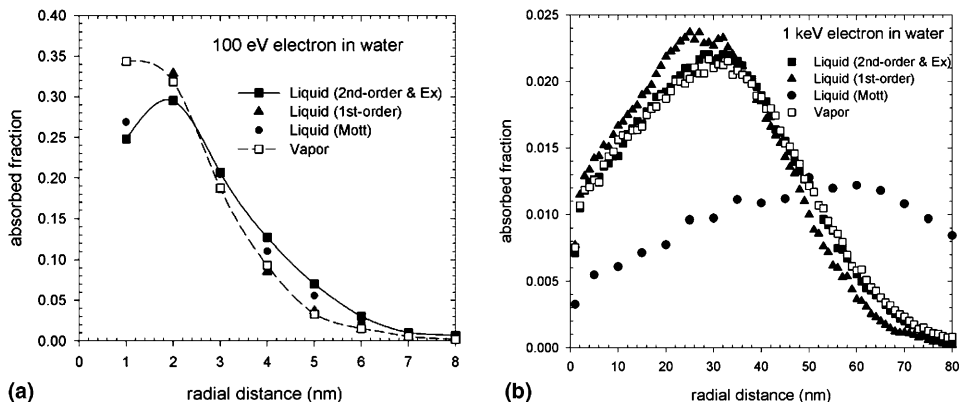 0.40
0.35
0.30
0.25
0.20
0.15
0.10
0.05
0.00
absorbed fraction
100 eV electron in water
Liquid (2nd-order & Ex)
Liquid (1st-order)
Liquid (Mott)
Vapor
0 1 2 3 4 5 6 7 8
radial distance (nm)
(a)
0.025
0.020
0.015
0.010
0.005
0.000
absorbed fraction
1 keV electron in water
Liquid (2nd-order & Ex)
Liquid (1st-order)
Liquid (Mott)
Vapor
0 10 20 30 40 50 60 70 80
radial distance (nm)
(b)